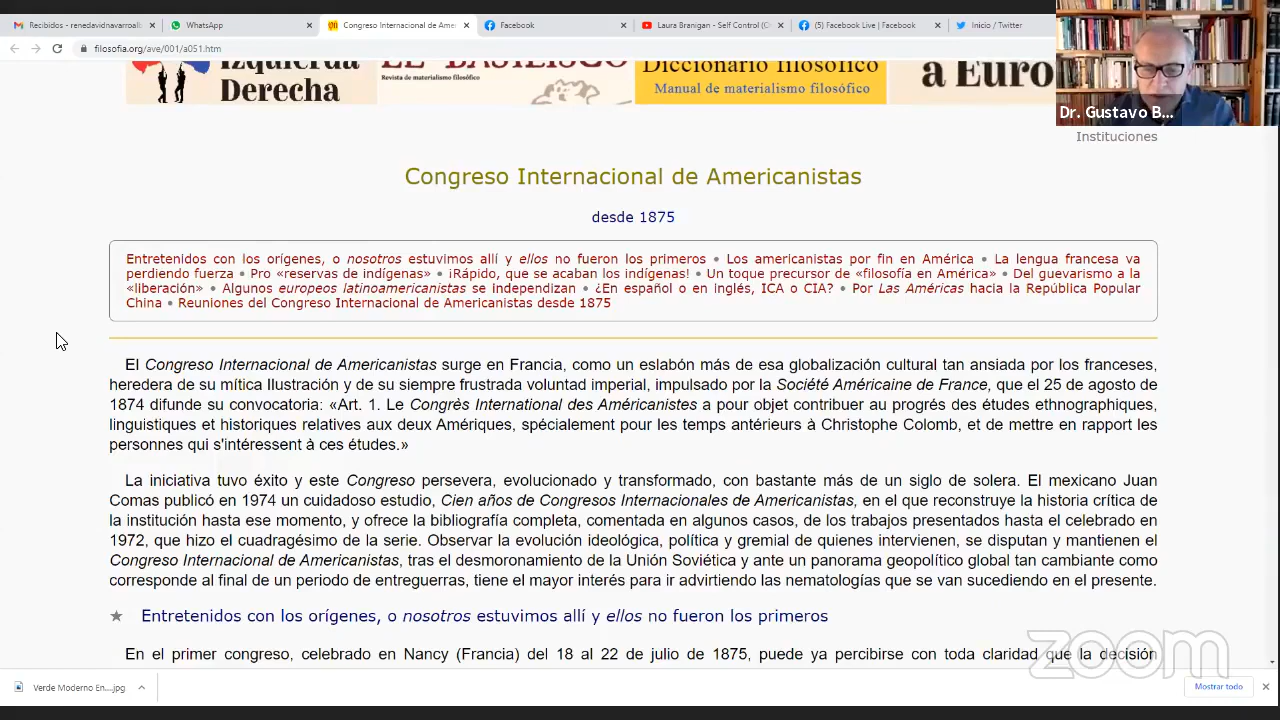 Recibidos - renedavidnavarroalb
WhatsApp
Congreso Internacional de Ameri
Facebook
Laura Branigan - Self Control (O
(5) Facebook Live | Facebook
Inicio / Twitter
filosofia.org/ave/001/a051.htm
Izquierda
Derecha
EL BASILISCO
Revista de materialismo filosófico
Diccionario filosófico
Manual de materialismo filosófico
a Euro
Dr. Gustavo B...
Instituciones
Congreso Internacional de Americanistas
desde 1875
Entretenidos con los orígenes, o nosotros estuvimos allí y ellos no fueron los primeros • Los americanistas por fin en América • La lengua francesa va
perdiendo fuerza • Pro «reservas de indígenas» • ¡Rápido, que se acaban los indígenas! • Un toque precursor de «filosofía en América» • Del guevarismo a la
«liberación» • Algunos europeos latinoamericanistas se independizan • ¿En español o en inglés, ICA o CIA? • Por Las Américas hacia la República Popular
China • Reuniones del Congreso Internacional de Americanistas desde 1875
El Congreso Internacional de Americanistas surge en Francia, como un eslabón más de esa globalización cultural tan ansiada por los franceses,
heredera de su mítica Ilustración y de su siempre frustrada voluntad imperial, impulsado por la Société Américaine de France, que el 25 de agosto de
1874 difunde su convocatoria: «Art. 1. Le Congrès International des Américanistes a pour objet contribuer au progrés des études ethnographiques,
linguistiques et historiques relatives aux deux Amériques, spécialement pour les temps antérieurs à Christophe Colomb, et de mettre en rapport les
personnes qui s'intéressent à ces études.»
La iniciativa tuvo éxito y este Congreso persevera, evolucionado y transformado, con bastante más de un siglo de solera. El mexicano Juan
Comas publicó en 1974 un cuidadoso estudio, Cien años de Congresos Internacionales de Americanistas, en el que reconstruye la historia crítica de
la institución hasta ese momento, y ofrece la bibliografía completa, comentada en algunos casos, de los trabajos presentados hasta el celebrado en
1972, que hizo el cuadragésimo de la serie. Observar la evolución ideológica, política y gremial de quienes intervienen, se disputan y mantienen el
Congreso Internacional de Americanistas, tras el desmoronamiento de la Unión Soviética y ante un panorama geopolítico global tan cambiante como
corresponde al final de un periodo de entreguerras, tiene el mayor interés para ir advirtiendo las nematologías que se van sucediendo en el presente.
★ Entretenidos con los orígenes, o nosotros estuvimos allí y ellos no fueron los primeros
En el primer congreso, celebrado en Nancy (Francia) del 18 al 22 de julio de 1875, puede ya percibirse con toda claridad que la decisión
zoom
Verde Moderno En....jpg
Mostrar todo